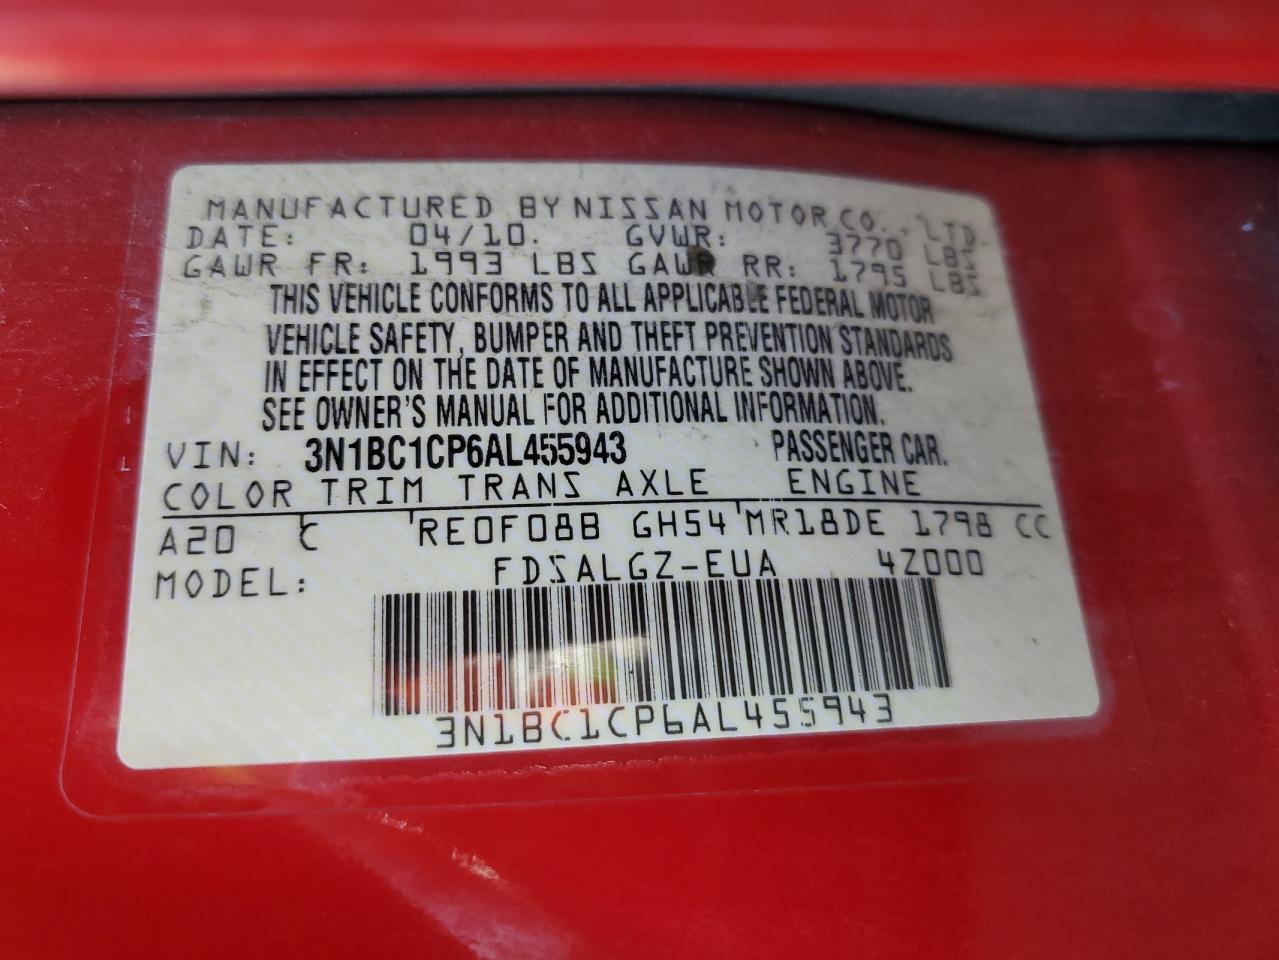 MANUFACTURED BY NISSAN MOTOR CO., LTD.
DATE: 04/10. GVWR: 3770 LBS
GAWR FR: 1993 LBS GAWR RR: 1795 LBS
THIS VEHICLE CONFORMS TO ALL APPLICABLE FEDERAL MOTOR
VEHICLE SAFETY, BUMPER AND THEFT PREVENTION STANDARDS
IN EFFECT ON THE DATE OF MANUFACTURE SHOWN ABOVE.
SEE OWNER'S MANUAL FOR ADDITIONAL INFORMATION.
VIN: 3N1BC1CP6AL455943 PASSENGER CAR.
COLOR TRIM TRANS AXLE ENGINE
A20 C RE0F08B GH54 MR18DE 1798 CC
MODEL: FDSALGZ-EUA 4Z000
3N1BC1CP6AL455943